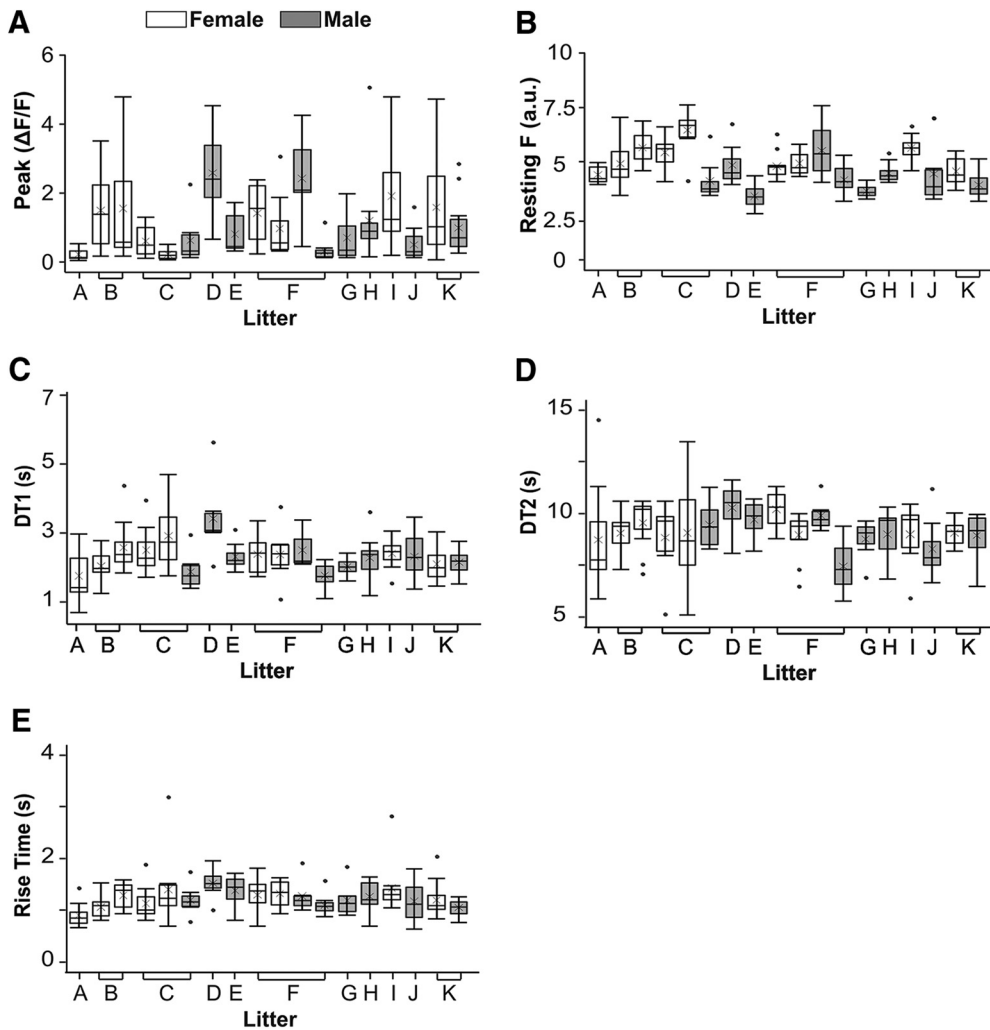 A
Female Male
Peak (ΔF/F)
6
4
2
0
A B C D E F G H I J K
Litter
B
Resting F (a.u.)
10
7.5
5
2.5
0
A B C D E F G H I J K
Litter
C
DT1 (s)
7
5
3
1
A B C D E F G H I J K
Litter
D
DT2 (s)
15
10
5
A B C D E F G H I J K
Litter
E
Rise Time (s)
4
2
0
A B C D E F G H I J K
Litter